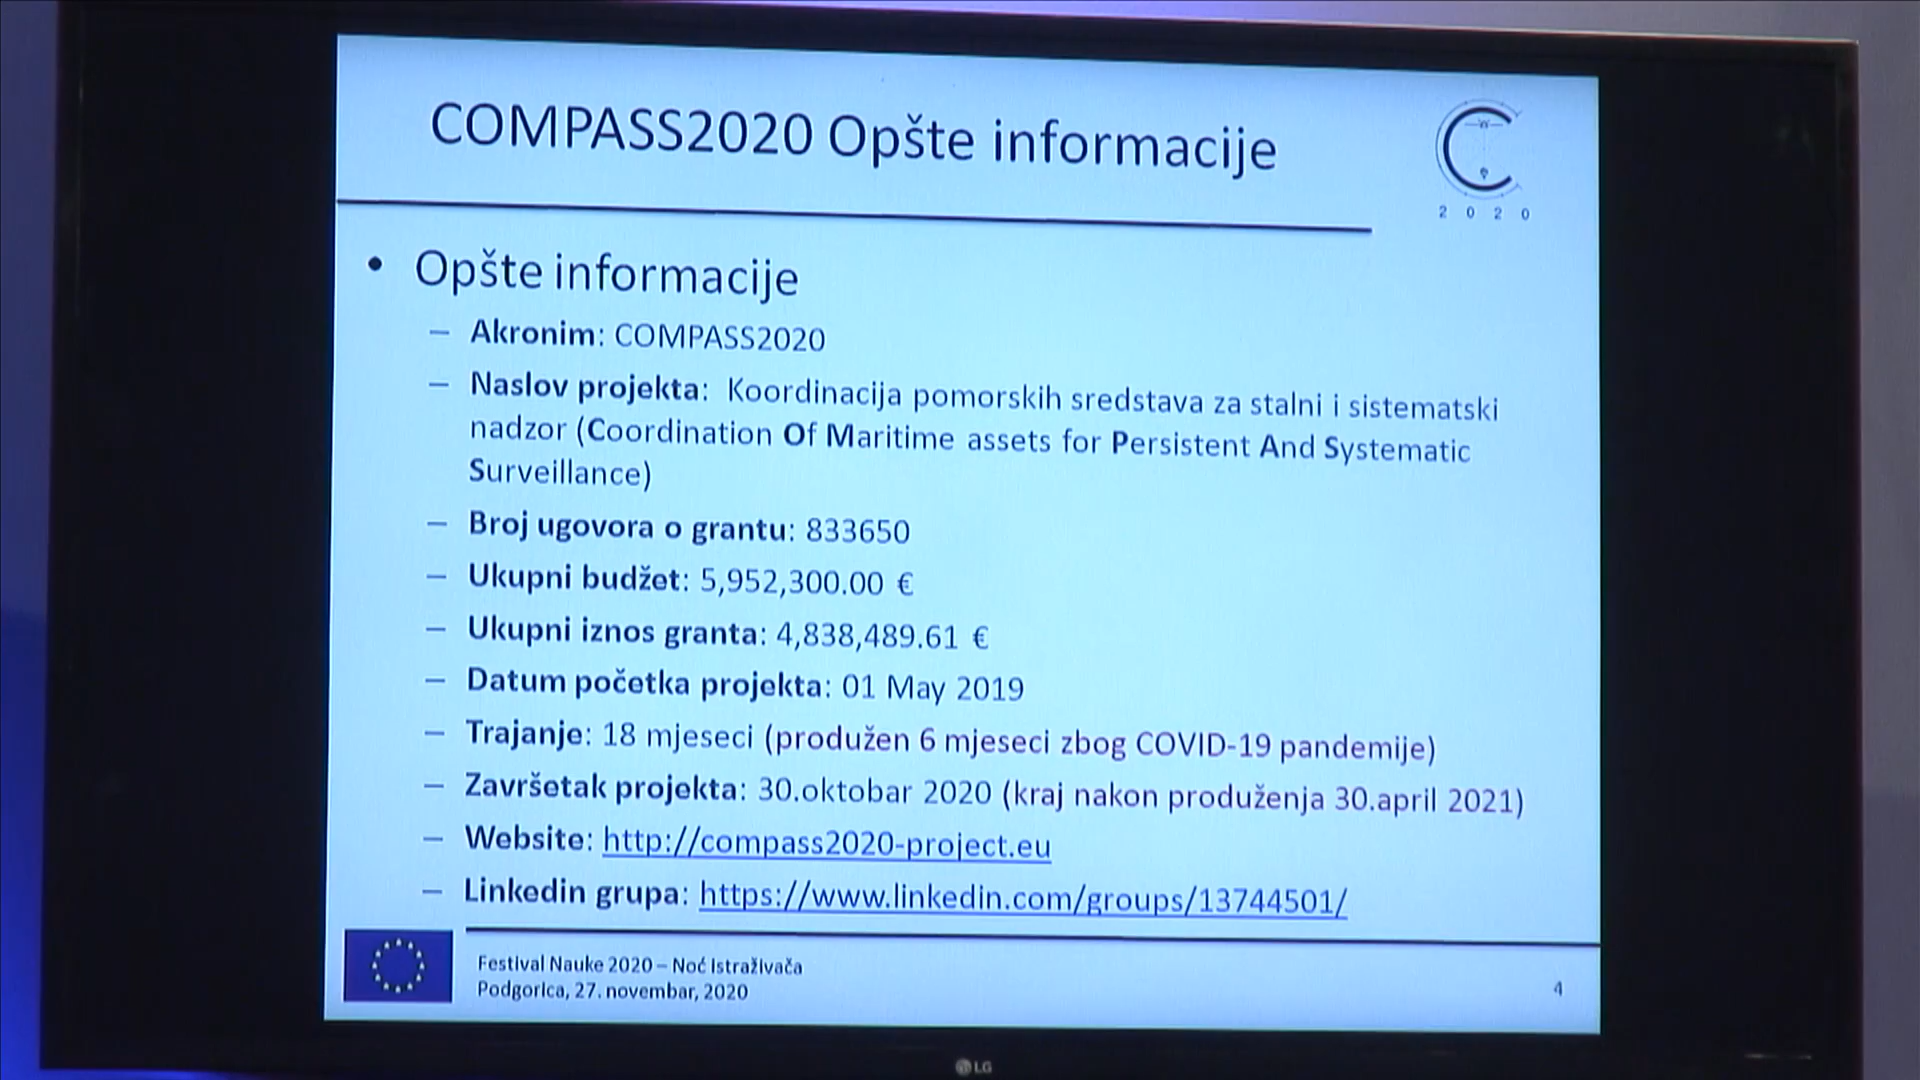 COMPASS2020 Opšte informacije
2 0 2 0
• Opšte informacije
– Akronim: COMPASS2020
– Naslov projekta: Koordinacija pomorskih sredstava za stalni i sistematski
nadzor (Coordination Of Maritime assets for Persistent And Systematic
Surveillance)
– Broj ugovora o grantu: 833650
– Ukupni budžet: 5,952,300.00 €
– Ukupni iznos granta: 4,838,489.61 €
– Datum početka projekta: 01 May 2019
– Trajanje: 18 mjeseci (produžen 6 mjeseci zbog COVID-19 pandemije)
– Završetak projekta: 30.oktobar 2020 (kraj nakon produženja 30.april 2021)
– Website: http://compass2020-project.eu
– Linkedin grupa: https://www.linkedin.com/groups/13744501/
Festival Nauke 2020 – Noć Istraživača
Podgorica, 27. novembar, 2020
4
LG